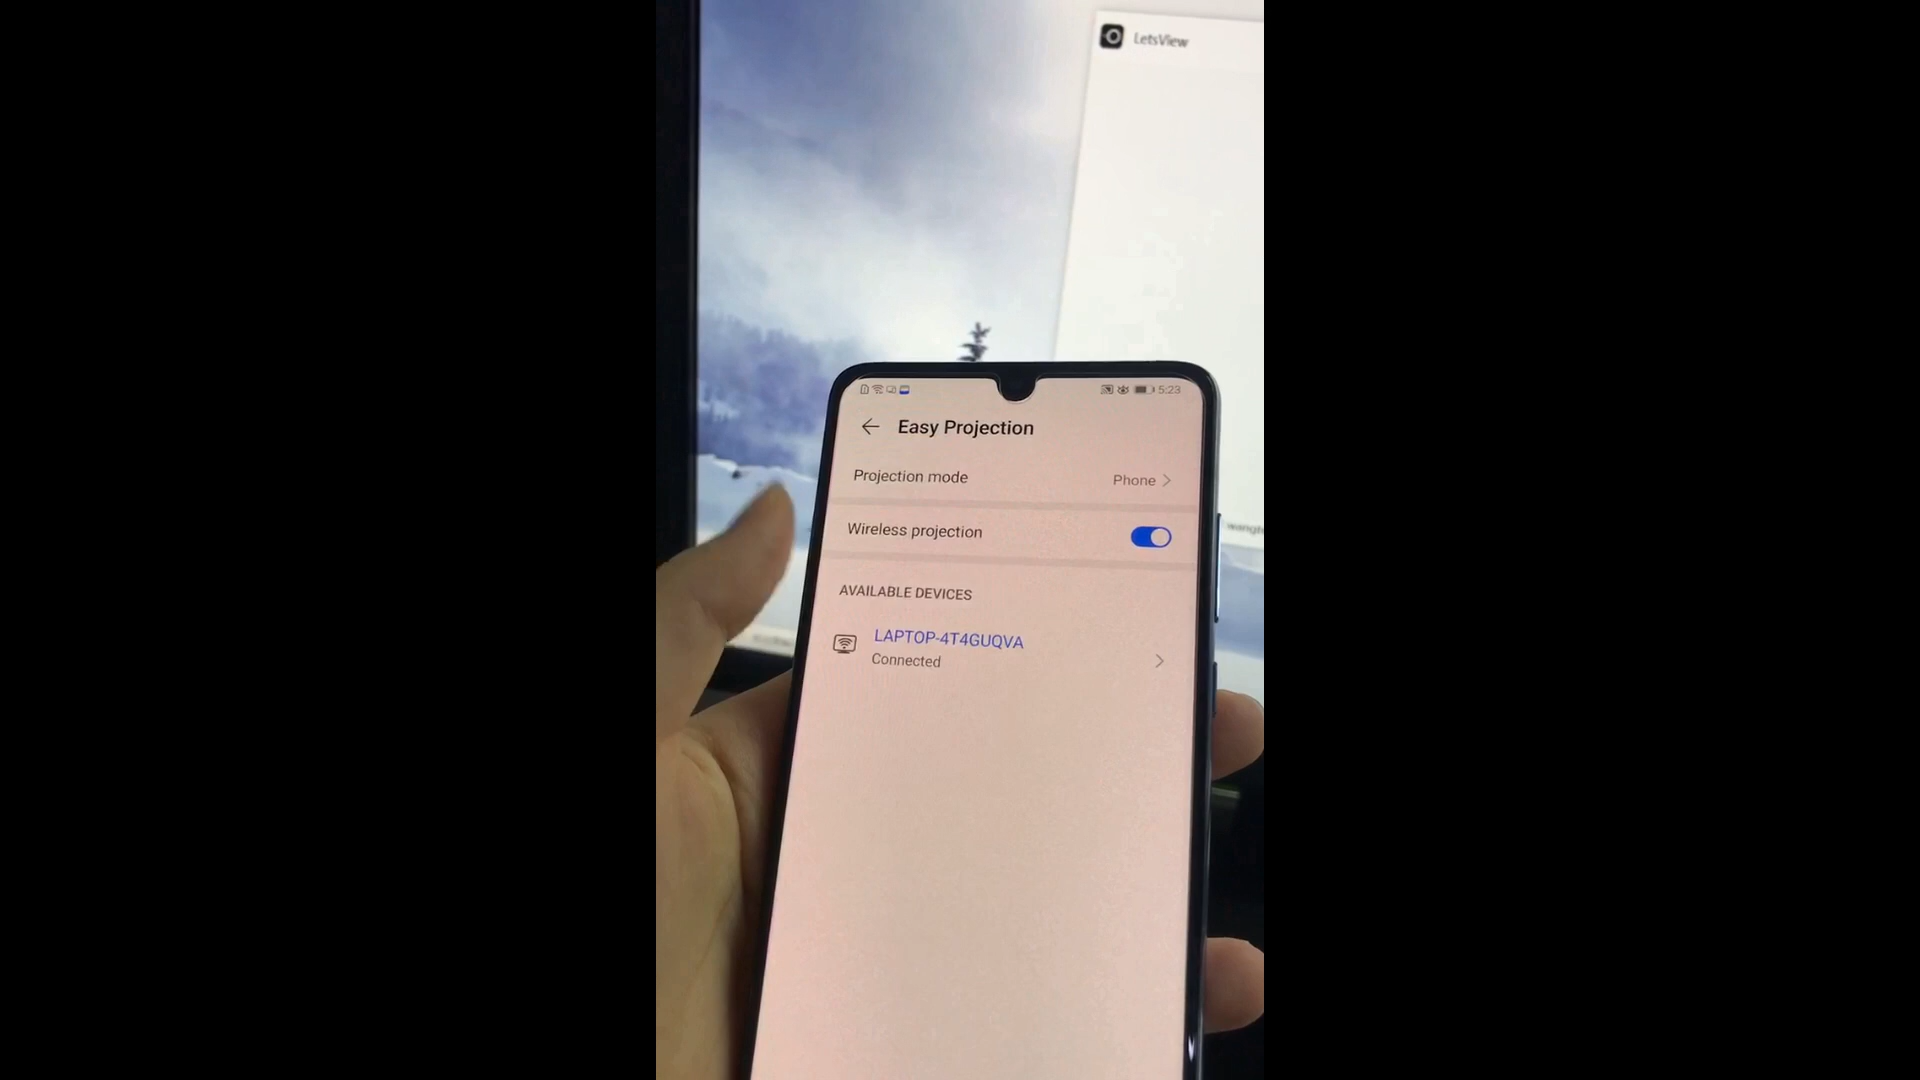 LetsView
5:23
Easy Projection
Projection mode
Phone
Wireless projection
AVAILABLE DEVICES
LAPTOP-4T4GUQVA
Connected